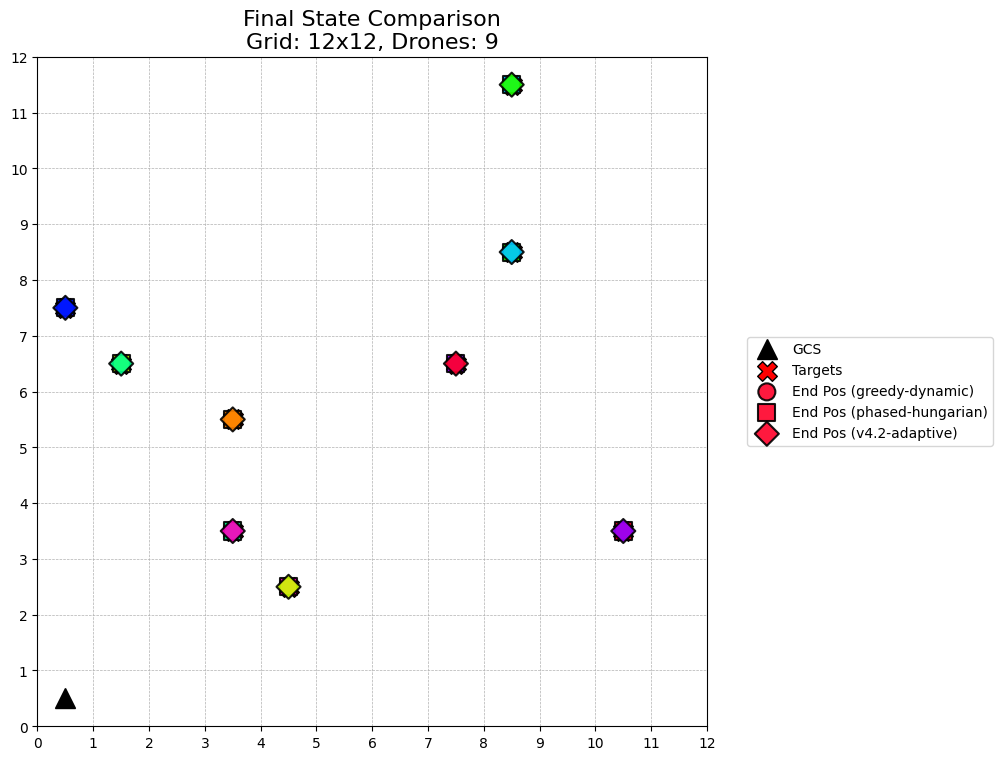 Final State Comparison
Grid: 12x12, Drones: 9
12
11
10
9
8
7
6
5
4
3
2
1
0
0 1 2 3 4 5 6 7 8 9 10 11 12
GCS
Targets
End Pos (greedy-dynamic)
End Pos (phased-hungarian)
End Pos (v4.2-adaptive)